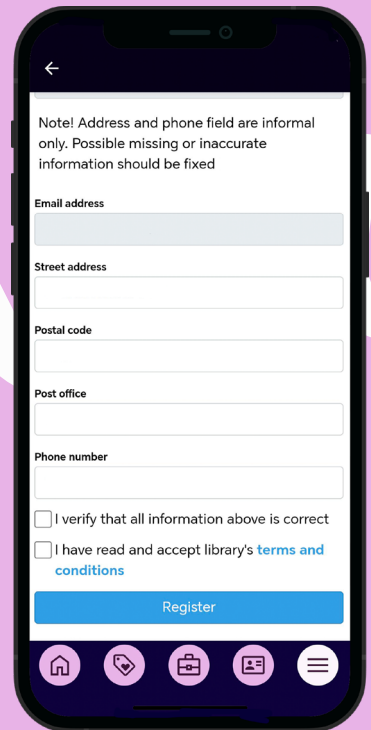 Note! Address and phone field are informal
only. Possible missing or inaccurate
information should be fixed
Email address
Street address
Postal code
Post office
Phone number
I verify that all information above is correct
I have read and accept library's terms and
conditions
Register